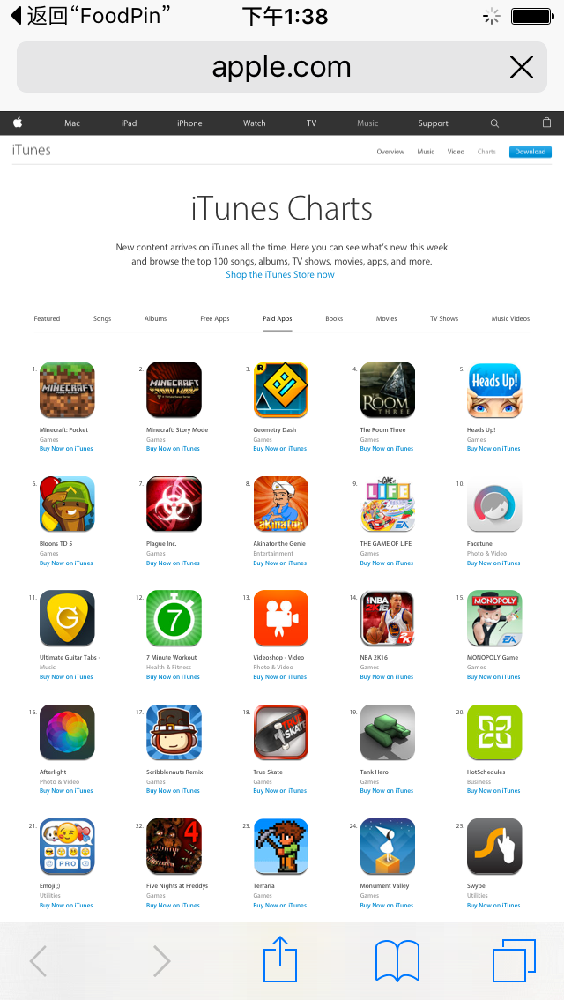 返回“FoodPin”
下午1:38
apple.com
Mac iPad iPhone Watch TV Music Support
iTunes
Overview Music Video Charts Download
iTunes Charts
New content arrives on iTunes all the time. Here you can see what's new this week
and browse the top 100 songs, albums, TV shows, movies, apps, and more.
Shop the iTunes Store now
Featured Songs Albums Free Apps Paid Apps Books Movies TV Shows Music Videos
1. 2. 3. 4. 5.
MINECRAFT
MINECRAFT
STORY MODE
R
THE
ROOM
THREE
Heads Up!
Minecraft: Pocket Minecraft: Story Mode Geometry Dash The Room Three Heads Up!
Games Games Games Games Games
Buy Now on iTunes Buy Now on iTunes Buy Now on iTunes Buy Now on iTunes Buy Now on iTunes
6. 7. 8. 9. 10.
akinator
THE GAME OF
LIFE
EA
Bloons TD 5 Plague Inc. Akinator the Genie THE GAME OF LIFE Facetune
Games Games Entertainment Games Photo & Video
Buy Now on iTunes Buy Now on iTunes Buy Now on iTunes Buy Now on iTunes Buy Now on iTunes
11. 12. 13. 14. 15.
G
7
NBA
2K16
2K
MONOPOLY
EA
Ultimate Guitar Tabs - 7 Minute Workout Videoshop - Video NBA 2K16 MONOPOLY Game
Music Health & Fitness Photo & Video Games Games
Buy Now on iTunes Buy Now on iTunes Buy Now on iTunes Buy Now on iTunes Buy Now on iTunes
16. 17. 18. 19. 20.
TRUE
SKATE
Afterlight Scribblenauts Remix True Skate Tank Hero HotSchedules
Photo & Video Games Games Games Business
Buy Now on iTunes Buy Now on iTunes Buy Now on iTunes Buy Now on iTunes Buy Now on iTunes
21. 22. 23. 24. 25.
PRO
4
Emoji ;) Five Nights at Freddys Terraria Monument Valley Swype
Utilities Games Games Games Utilities
Buy Now on iTunes Buy Now on iTunes Buy Now on iTunes Buy Now on iTunes Buy Now on iTunes